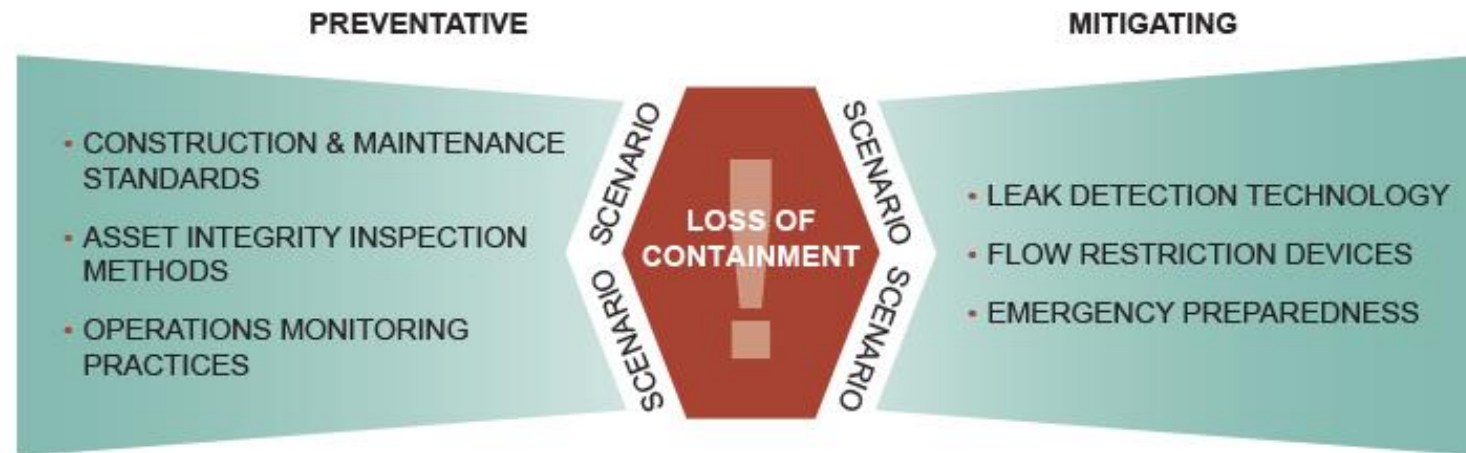 PREVENTATIVE
MITIGATING
• CONSTRUCTION & MAINTENANCE
STANDARDS
• ASSET INTEGRITY INSPECTION
METHODS
• OPERATIONS MONITORING
PRACTICES
SCENARIO
SCENARIO
!
LOSS OF
CONTAINMENT
SCENARIO
SCENARIO
• LEAK DETECTION TECHNOLOGY
• FLOW RESTRICTION DEVICES
• EMERGENCY PREPAREDNESS